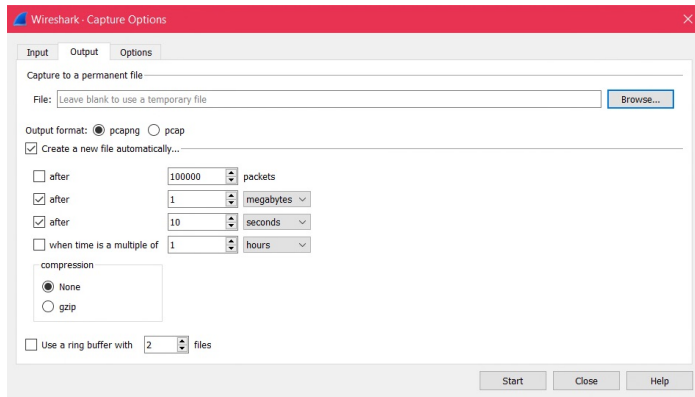 Wireshark · Capture Options
Input Output Options
Capture to a permanent file
File: Leave blank to use a temporary file Browse...
Output format: pcapng pcap
Create a new file automatically...
after 100000 packets
after 1 megabytes
after 10 seconds
when time is a multiple of 1 hours
compression
None
gzip
Use a ring buffer with 2 files
Start Close Help